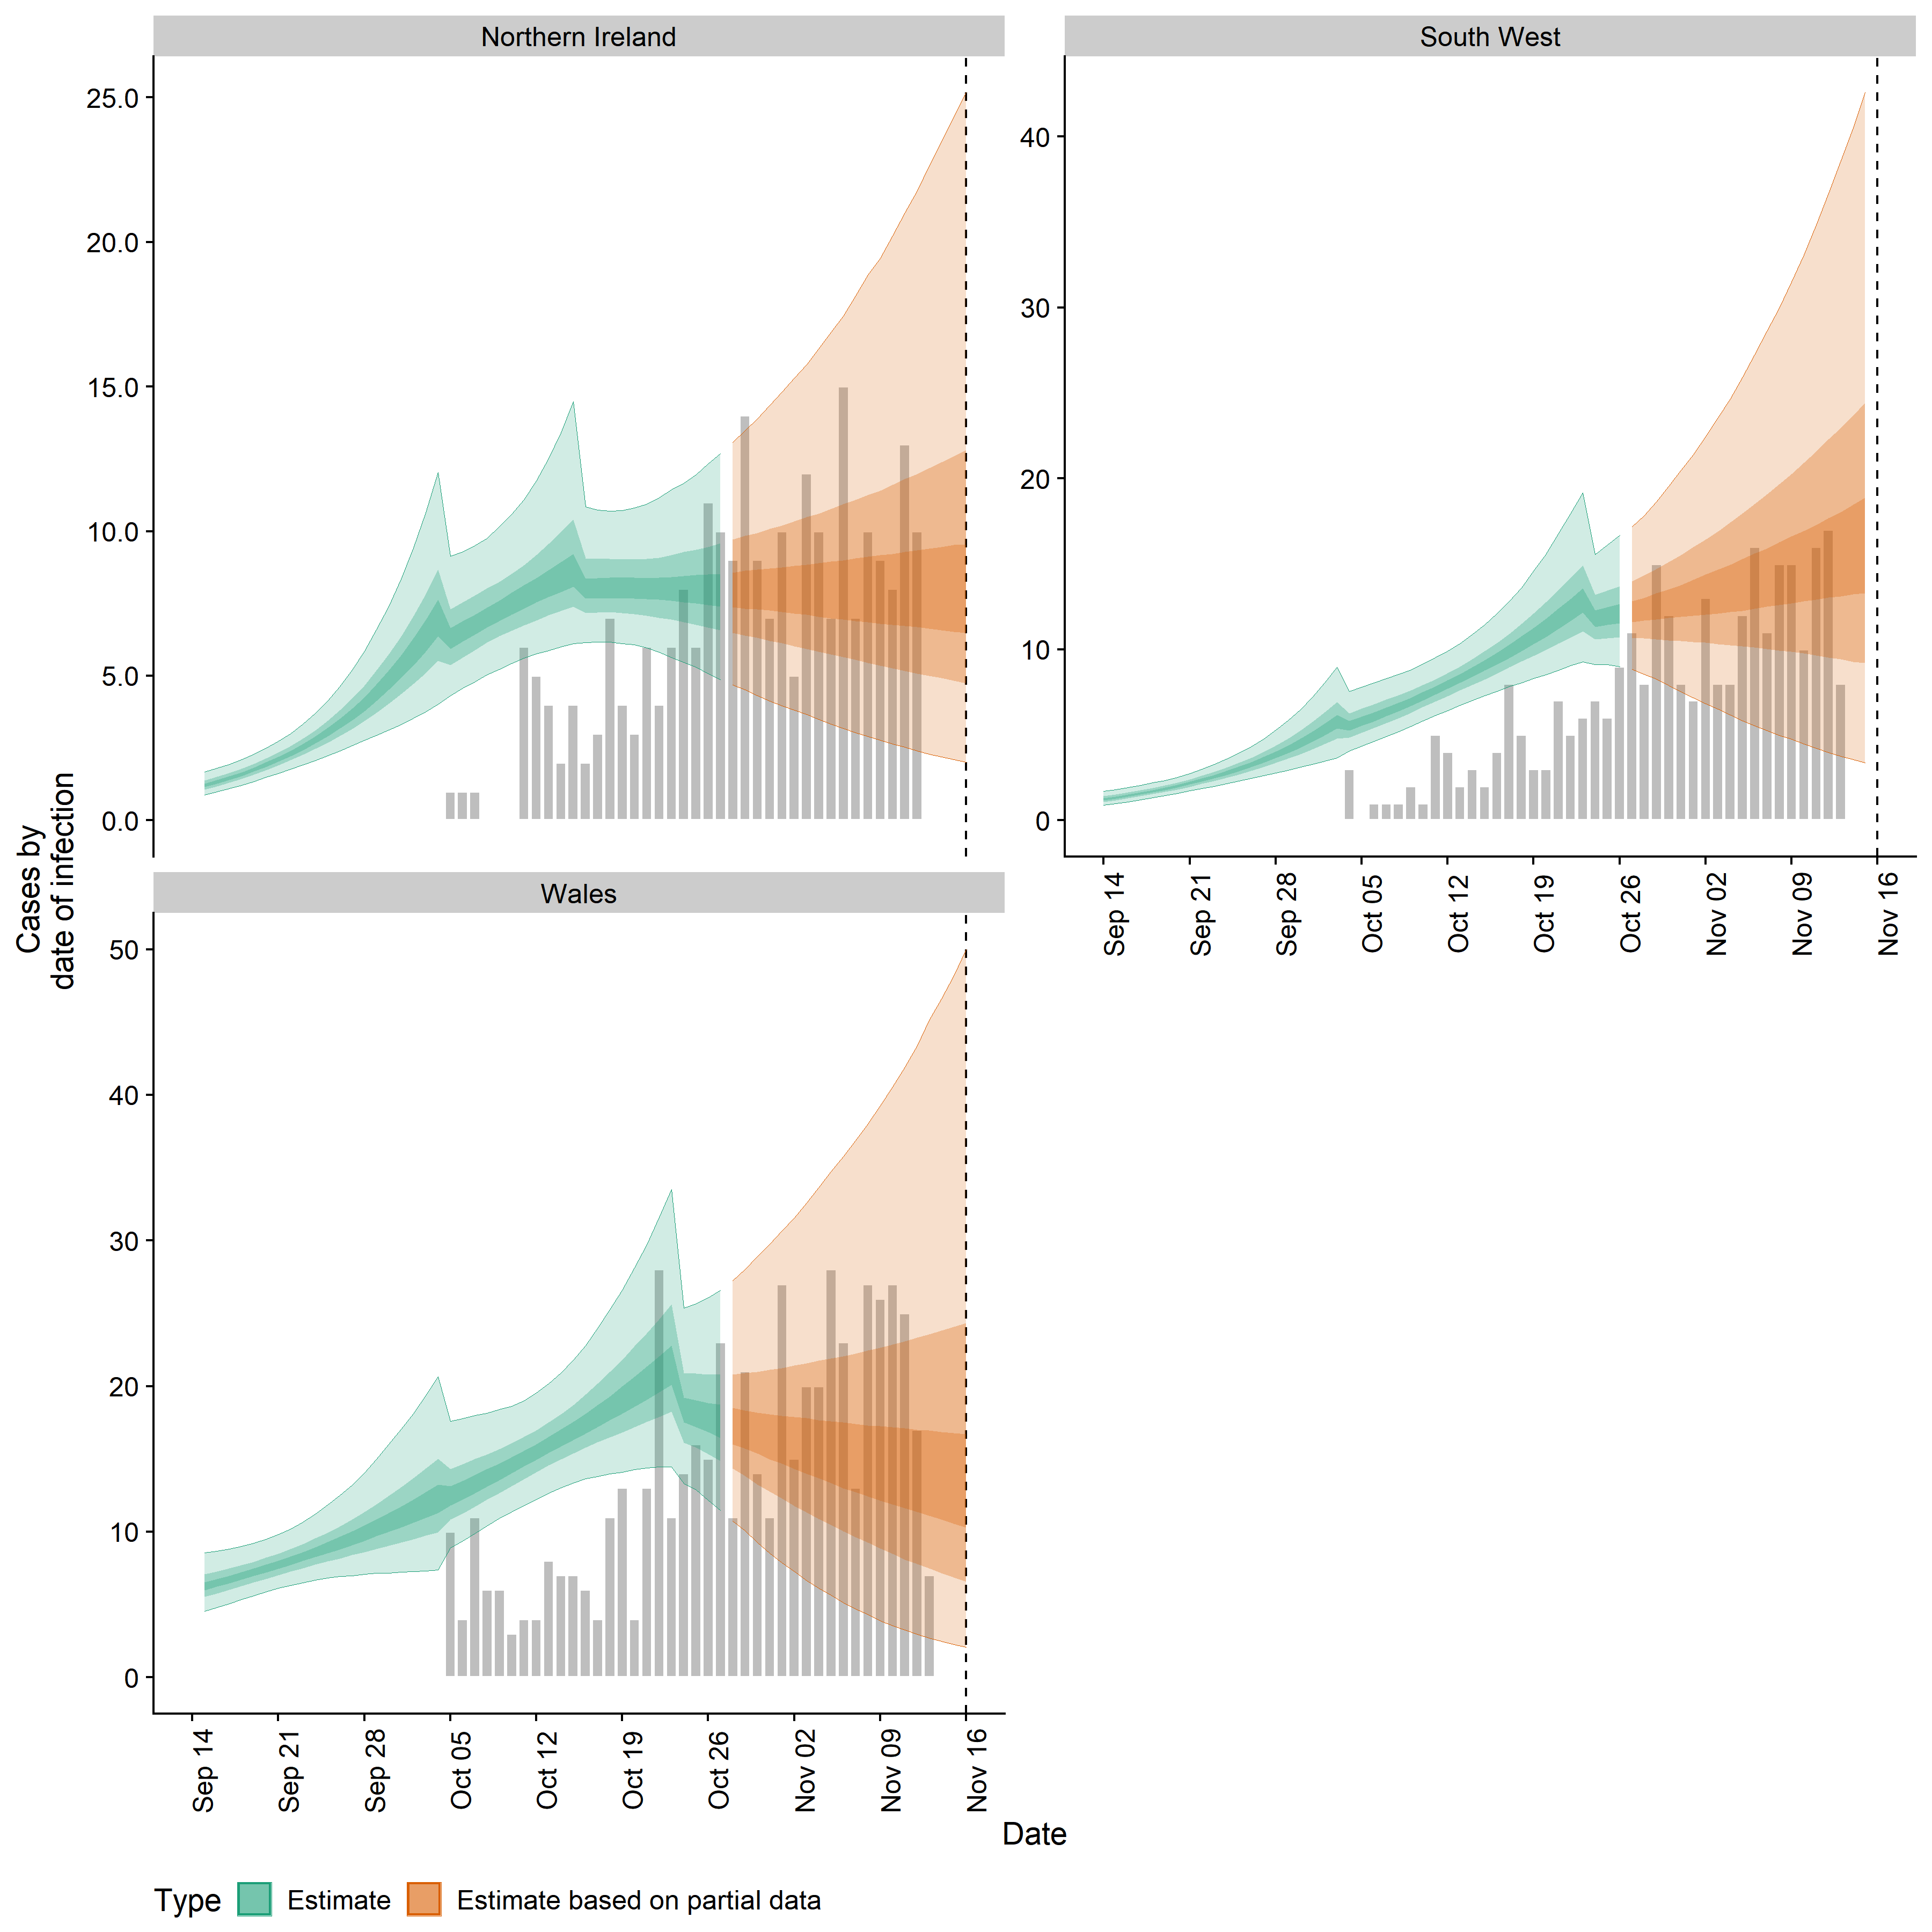 Northern Ireland
South West
25.0
20.0
15.0
10.0
5.0
0.0
40
30
20
10
0
Sep 14
Sep 21
Sep 28
Oct 05
Oct 12
Oct 19
Oct 26
Nov 02
Nov 09
Nov 16
Cases by
date of infection
Wales
50
40
30
20
10
0
Sep 14
Sep 21
Sep 28
Oct 05
Oct 12
Oct 19
Oct 26
Nov 02
Nov 09
Nov 16
Date
Type Estimate Estimate based on partial data